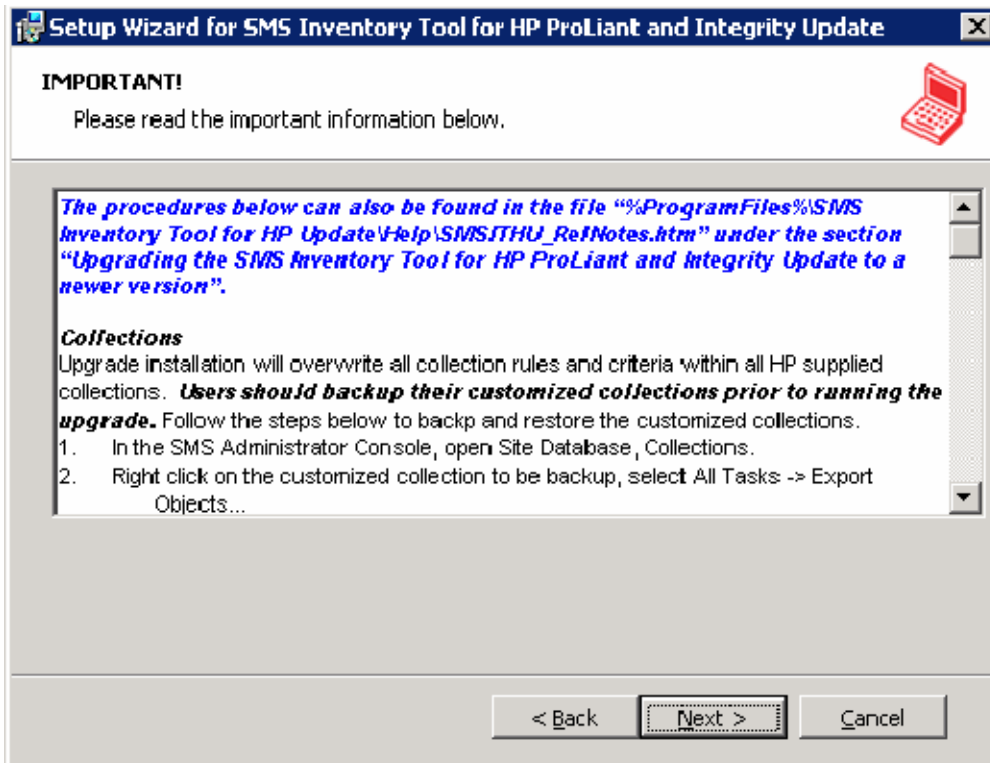 Setup Wizard for SMS Inventory Tool for HP ProLiant and Integrity Update
IMPORTANT!
Please read the important information below.
The procedures below can also be found in the file “%ProgramFiles%\SMS
Inventory Tool for HP Update\Help\SMSITHU_RelNotes.htm” under the section
“Upgrading the SMS Inventory Tool for HP ProLiant and Integrity Update to a
newer version”.
Collections
Upgrade installation will overwrite all collection rules and criteria within all HP supplied
collections. Users should backup their customized collections prior to running the
upgrade. Follow the steps below to backp and restore the customized collections.
1. In the SMS Administrator Console, open Site Database, Collections.
2. Right click on the customized collection to be backup, select All Tasks -> Export
Objects...
< Back Next > Cancel